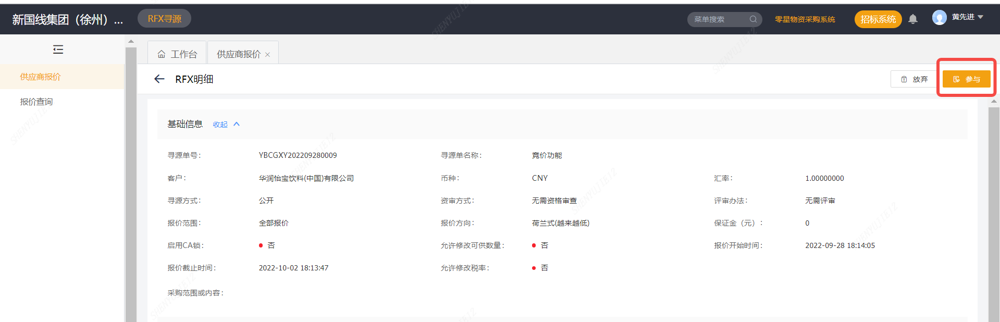 新国线集团（徐州）... RFX寻源 菜单搜索 零星物资采购系统 招标系统 黄先进
工作台 供应商报价
供应商报价
报价查询
RFX明细 放弃 参与
基础信息 收起
寻源单号： YBCGXY202209280009 寻源单名称： 竞价功能
客户： 华润怡宝饮料(中国)有限公司 币种： CNY 汇率： 1.00000000
寻源方式： 公开 资审方式： 无需资格审查 评审办法： 无需评审
报价范围： 全部报价 报价方向： 荷兰式(越来越低) 保证金（元）： 0
启用CA锁： 否 允许修改可供数量： 否 报价开始时间： 2022-09-28 18:14:05
报价截止时间： 2022-10-02 18:13:47 允许修改税率： 否
采购范围或内容：
SHENYUJIE12
SHENYUJIE12
SHENYUJIE12
SHENYUJIE12